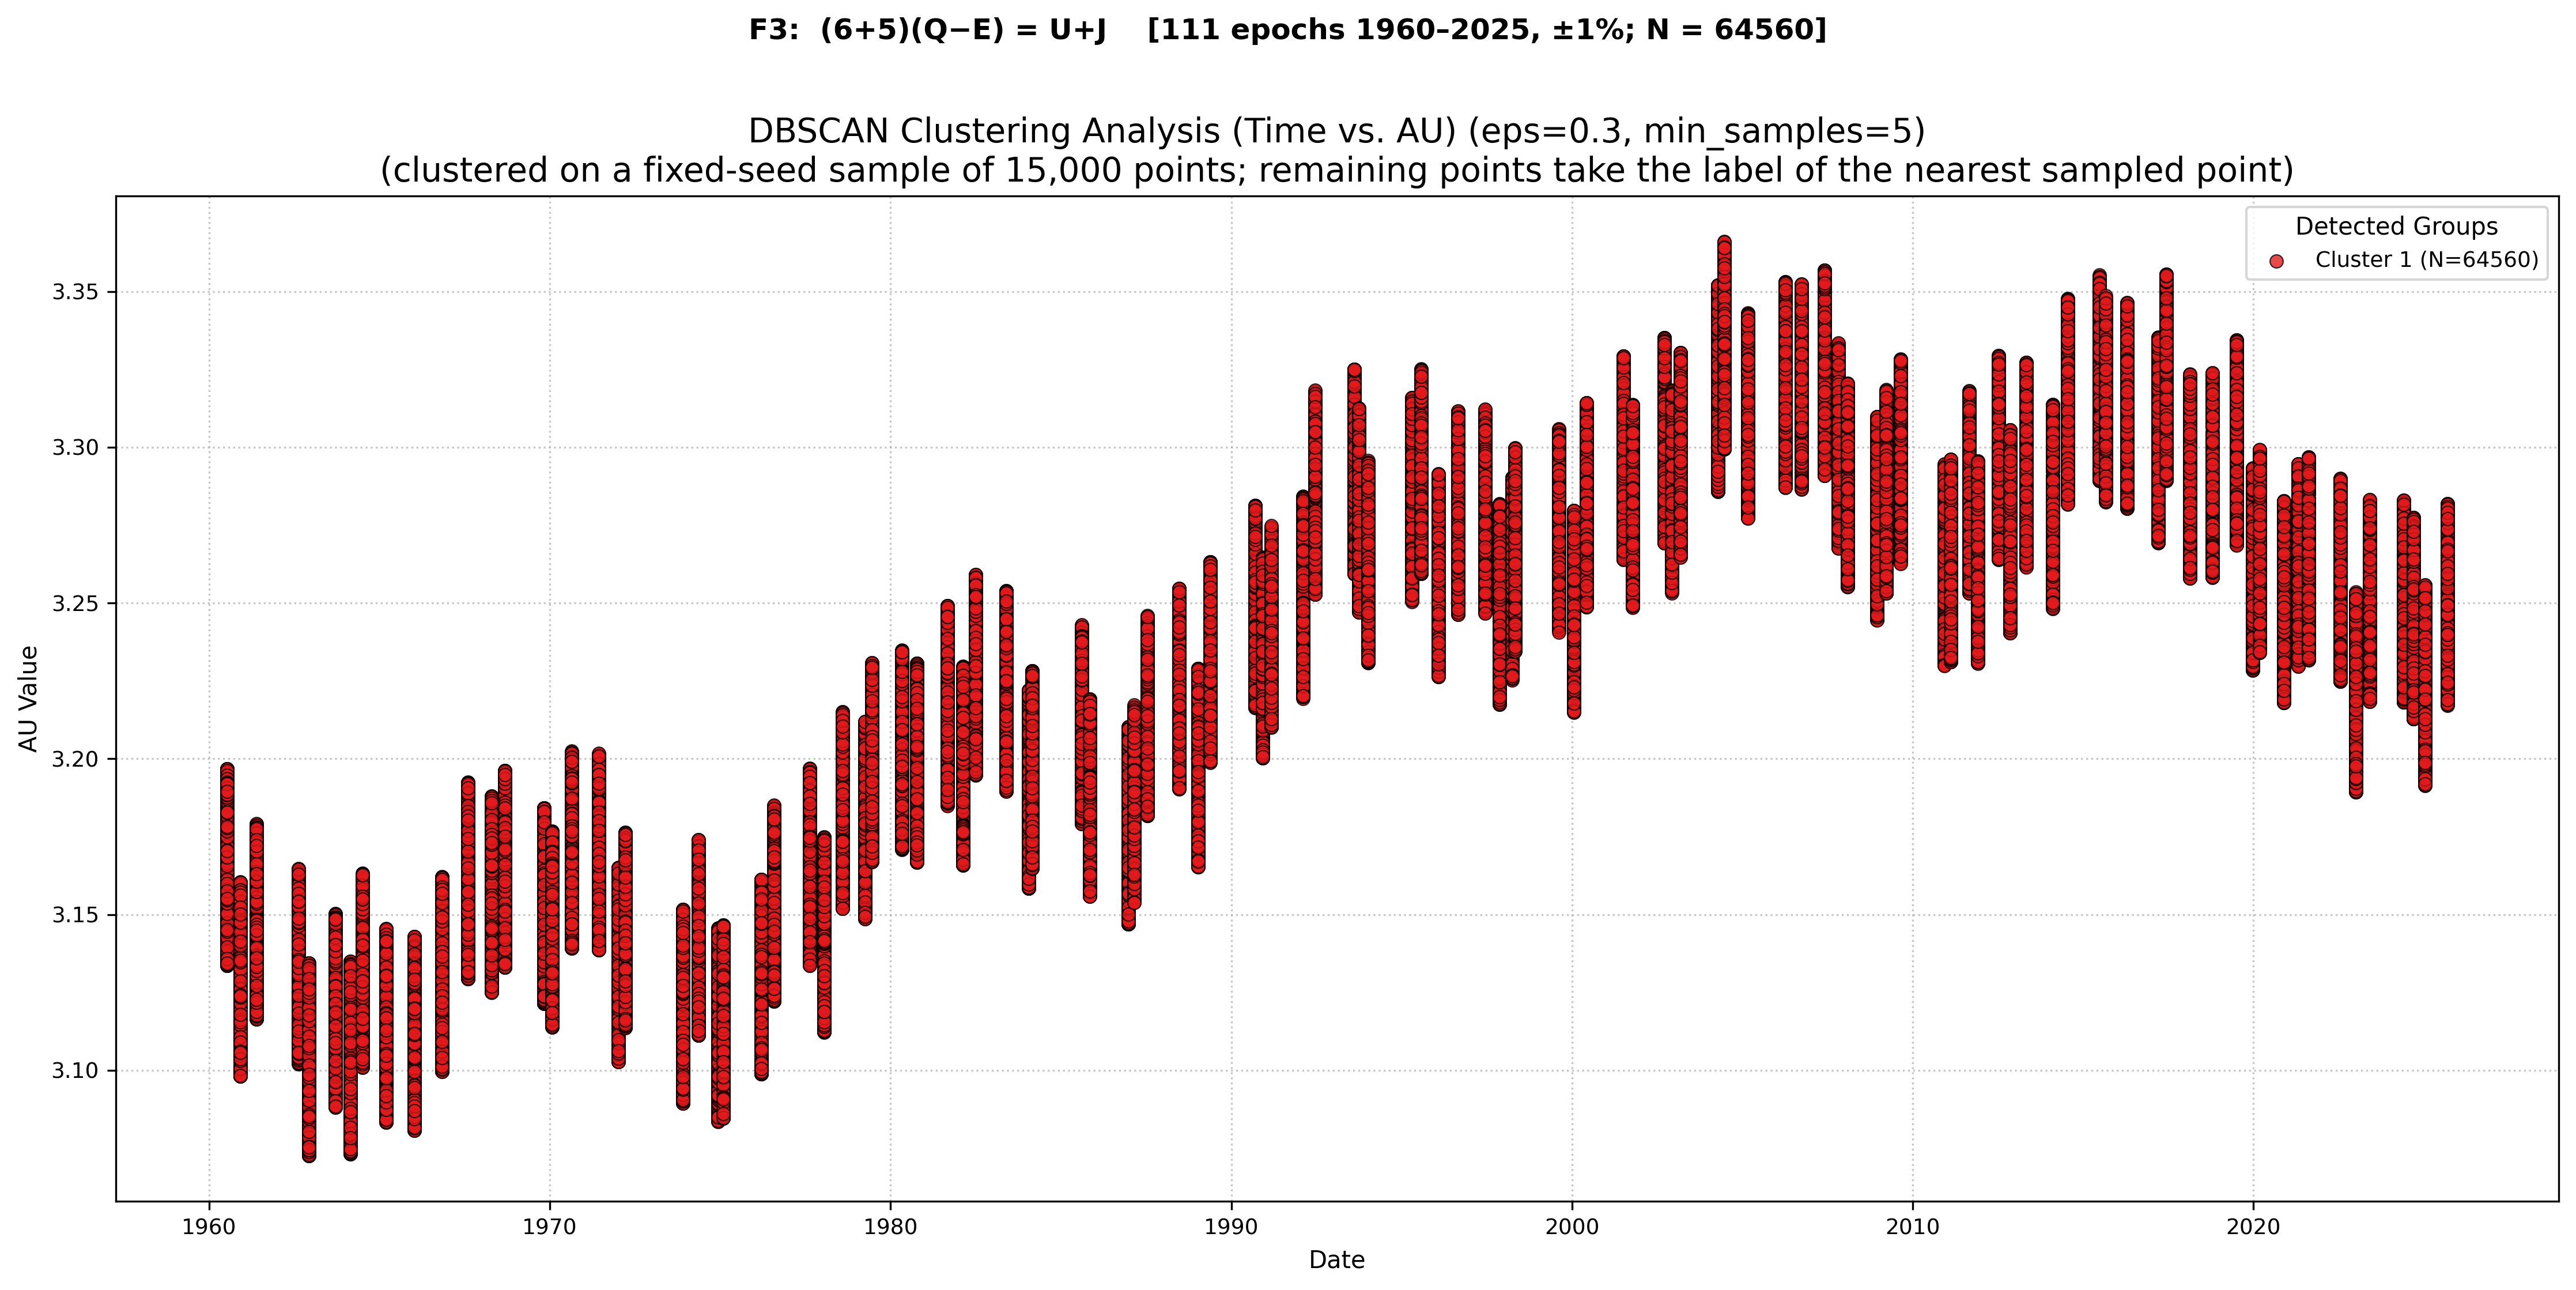 F3:  (6+5)(Q−E) = U+J    [111 epochs 1960–2025, ±1%; N = 64560]
DBSCAN Clustering Analysis (Time vs. AU) (eps=0.3, min_samples=5)
(clustered on a fixed-seed sample of 15,000 points; remaining points take the label of the nearest sampled point)
Detected Groups
Cluster 1 (N=64560)
AU Value
3.35
3.30
3.25
3.20
3.15
3.10
1960 1970 1980 1990 2000 2010 2020
Date